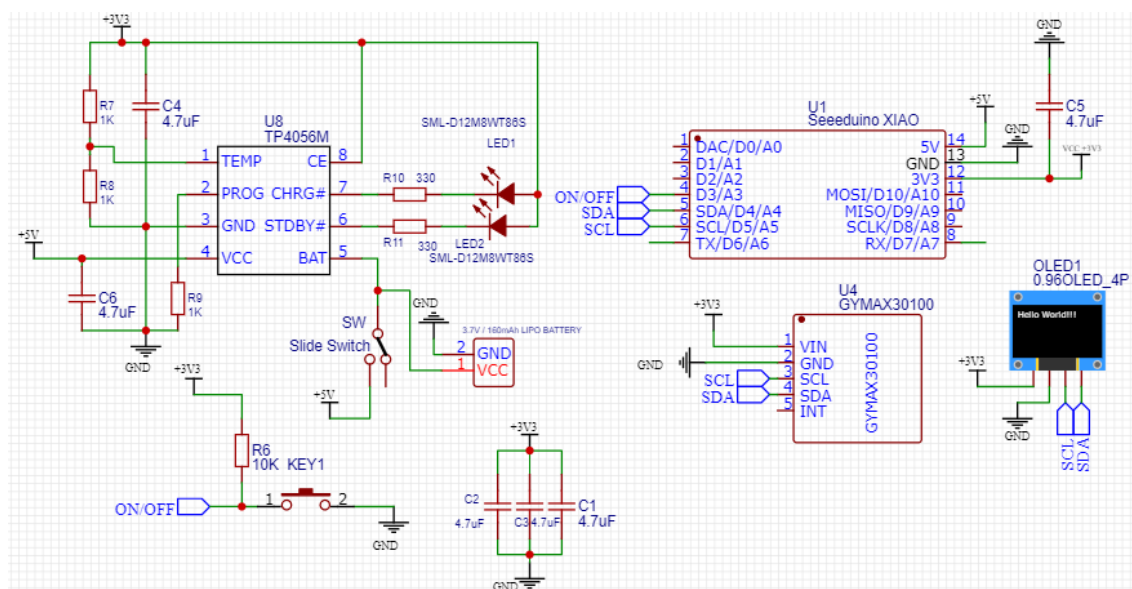 +3V3
R7
1K
C4
4.7uF
R8
1K
U8
TP4056M
1 TEMP
2 PROG
3 GND
4 VCC
CE 8
CHRG# 7
STDBY# 6
BAT 5
SML-D12M8WT86S
LED1
R10 330
R11 330
LED2
SML-D12M8WT86S
+5V
C6
4.7uF
R9
1K
GND
SW
Slide Switch
+5V
GND
3.7V / 160mAh LIPO BATTERY
2 GND
1 VCC
+3V3
R6
10K KEY1
ON/OFF
1
2
GND
+3V3
C2
4.7uF
C3 4.7uF
C1
4.7uF
GND
U1
Seeeduino XIAO
1 DAC/D0/A0
2 D1/A1
3 D2/A2
4 D3/A3
5 SDA/D4/A4
6 SCL/D5/A5
7 TX/D6/A6
5V 14
GND 13
3V3 12
MOSI/D10/A10 11
MISO/D9/A9 10
SCLK/D8/A8 9
RX/D7/A7 8
ON/OFF
SDA
SCL
+5V
GND
GND
C5
4.7uF
VCC +3V3
U4
GYMAX30100
+3V3
GND
SCL
SDA
1 VIN
2 GND
3 SCL
4 SDA
5 INT
GYMAX30100
OLED1
0.96OLED_4P
Hello World!!!
+3V3
GND
SCL
SDA